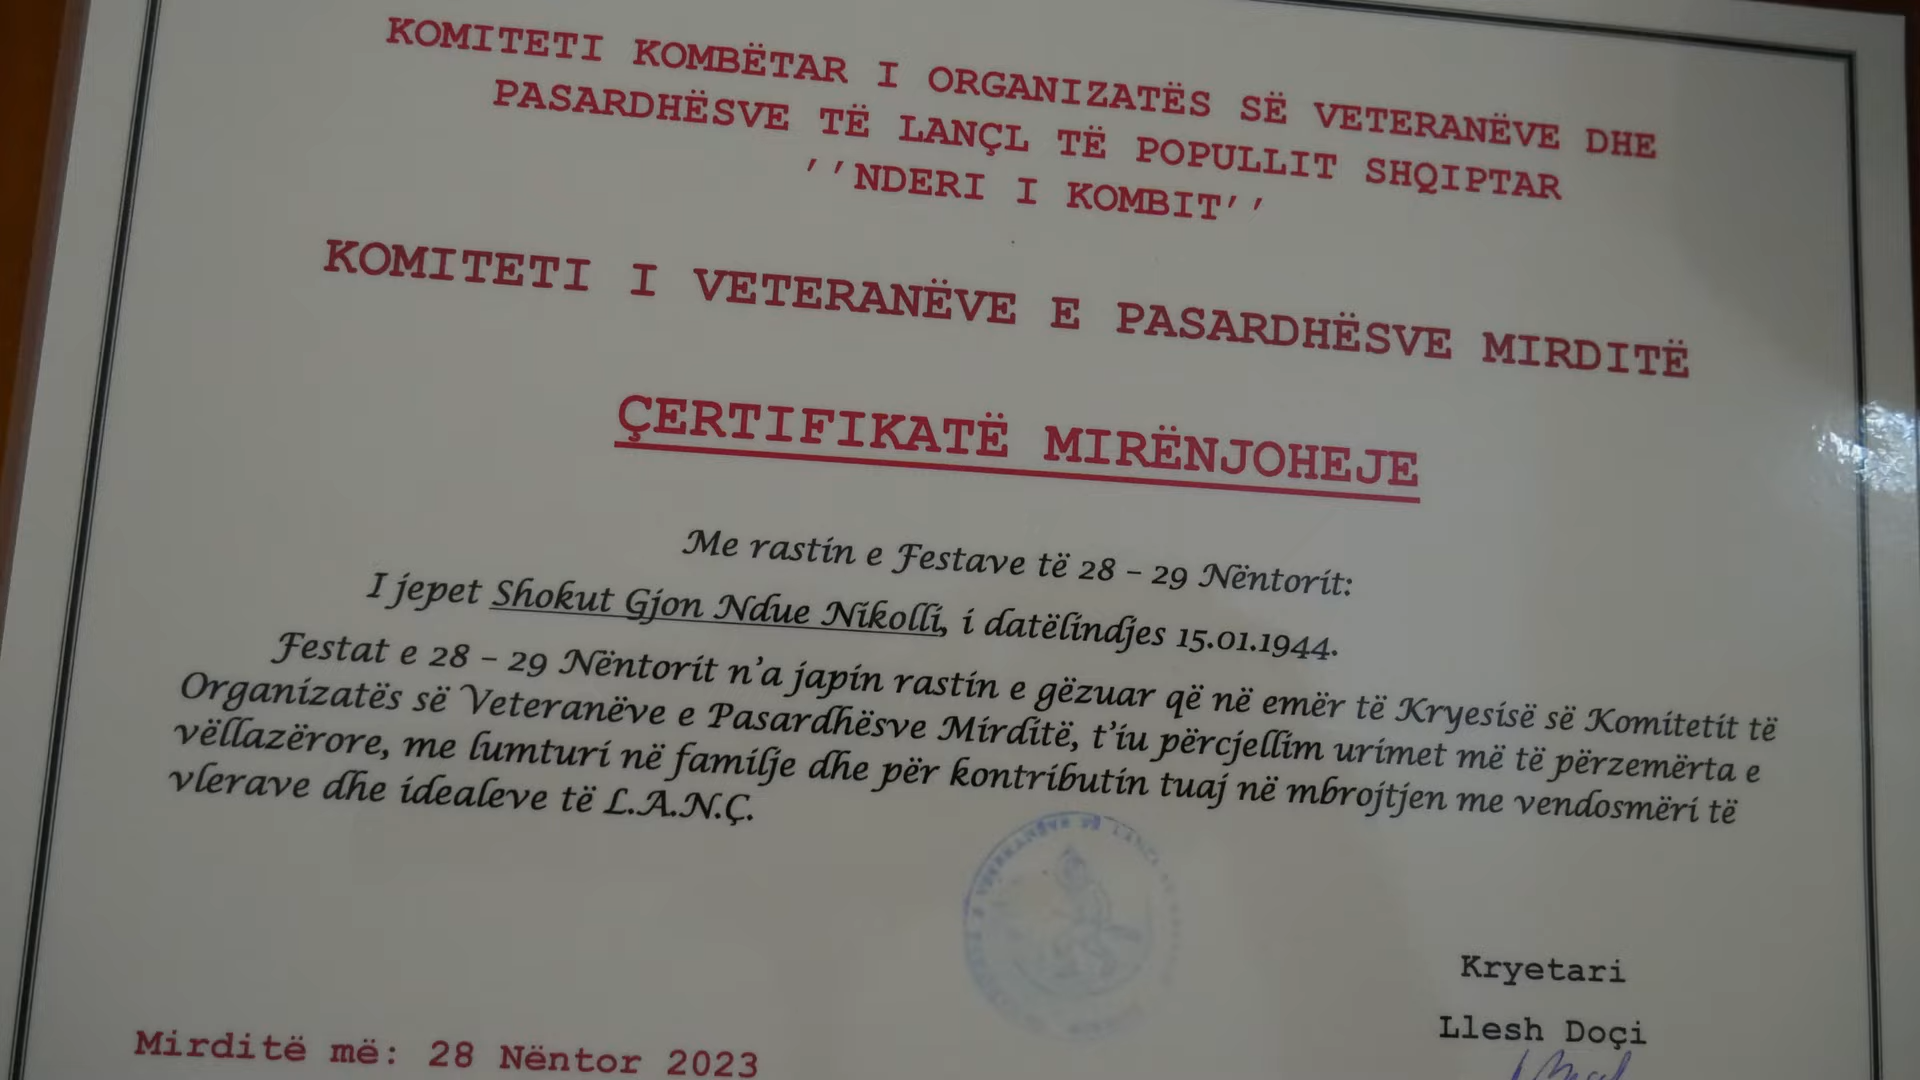 KOMITETI KOMBËTAR I ORGANIZATËS SË VETERANËVE DHE
PASARDHËSVE TË LANÇL TË POPULLIT SHQIPTAR
’’NDERI I KOMBIT’’
KOMITETI I VETERANËVE E PASARDHËSVE MIRDITË
ÇERTIFIKATË MIRËNJOHEJE
Me rastin e Festave të 28 – 29 Nëntorit:
I jepet Shokut Gjon Ndue Nikolli, i datëlindjes 15.01.1944.
Festat e 28 – 29 Nëntorit n’a japin rastin e gëzuar që në emër të Kryesisë së Komitetit të
Organizatës së Veteranëve e Pasardhësve Mirditë, t’iu përcjellim urimet më të përzemërta e
vëllazërore, me lumturi në familje dhe për kontributin tuaj në mbrojtjen me vendosmëri të
vlerave dhe idealeve të L.A.N.Ç.
Kryetari
Llesh Doçi
Mirditë më: 28 Nëntor 2023